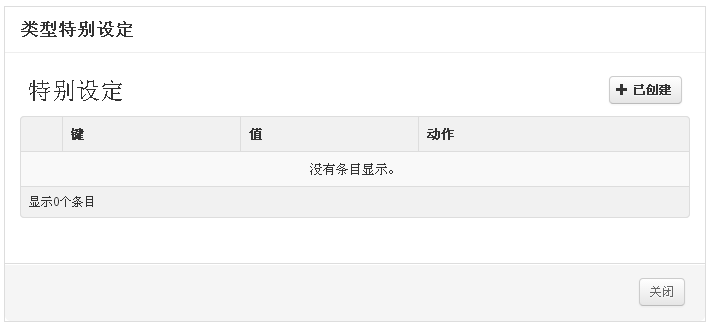 类型特别设定
特别设定
+ 已创建
键 值 动作
没有条目显示。
显示0个条目
关闭